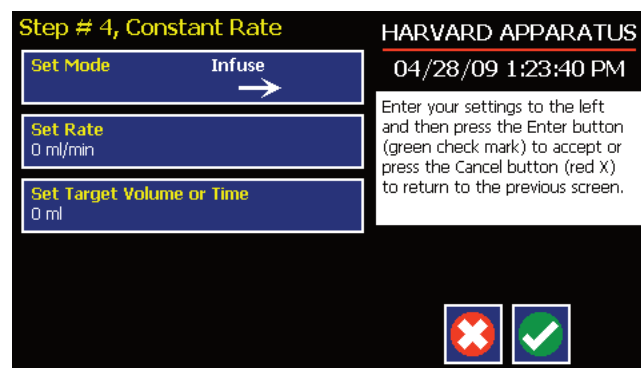 Step # 4, Constant Rate
Set Mode Infuse
Set Rate
0 ml/min
Set Target Volume or Time
0 ml
HARVARD APPARATUS
04/28/09 1:23:40 PM
Enter your settings to the left
and then press the Enter button
(green check mark) to accept or
press the Cancel button (red X)
to return to the previous screen.